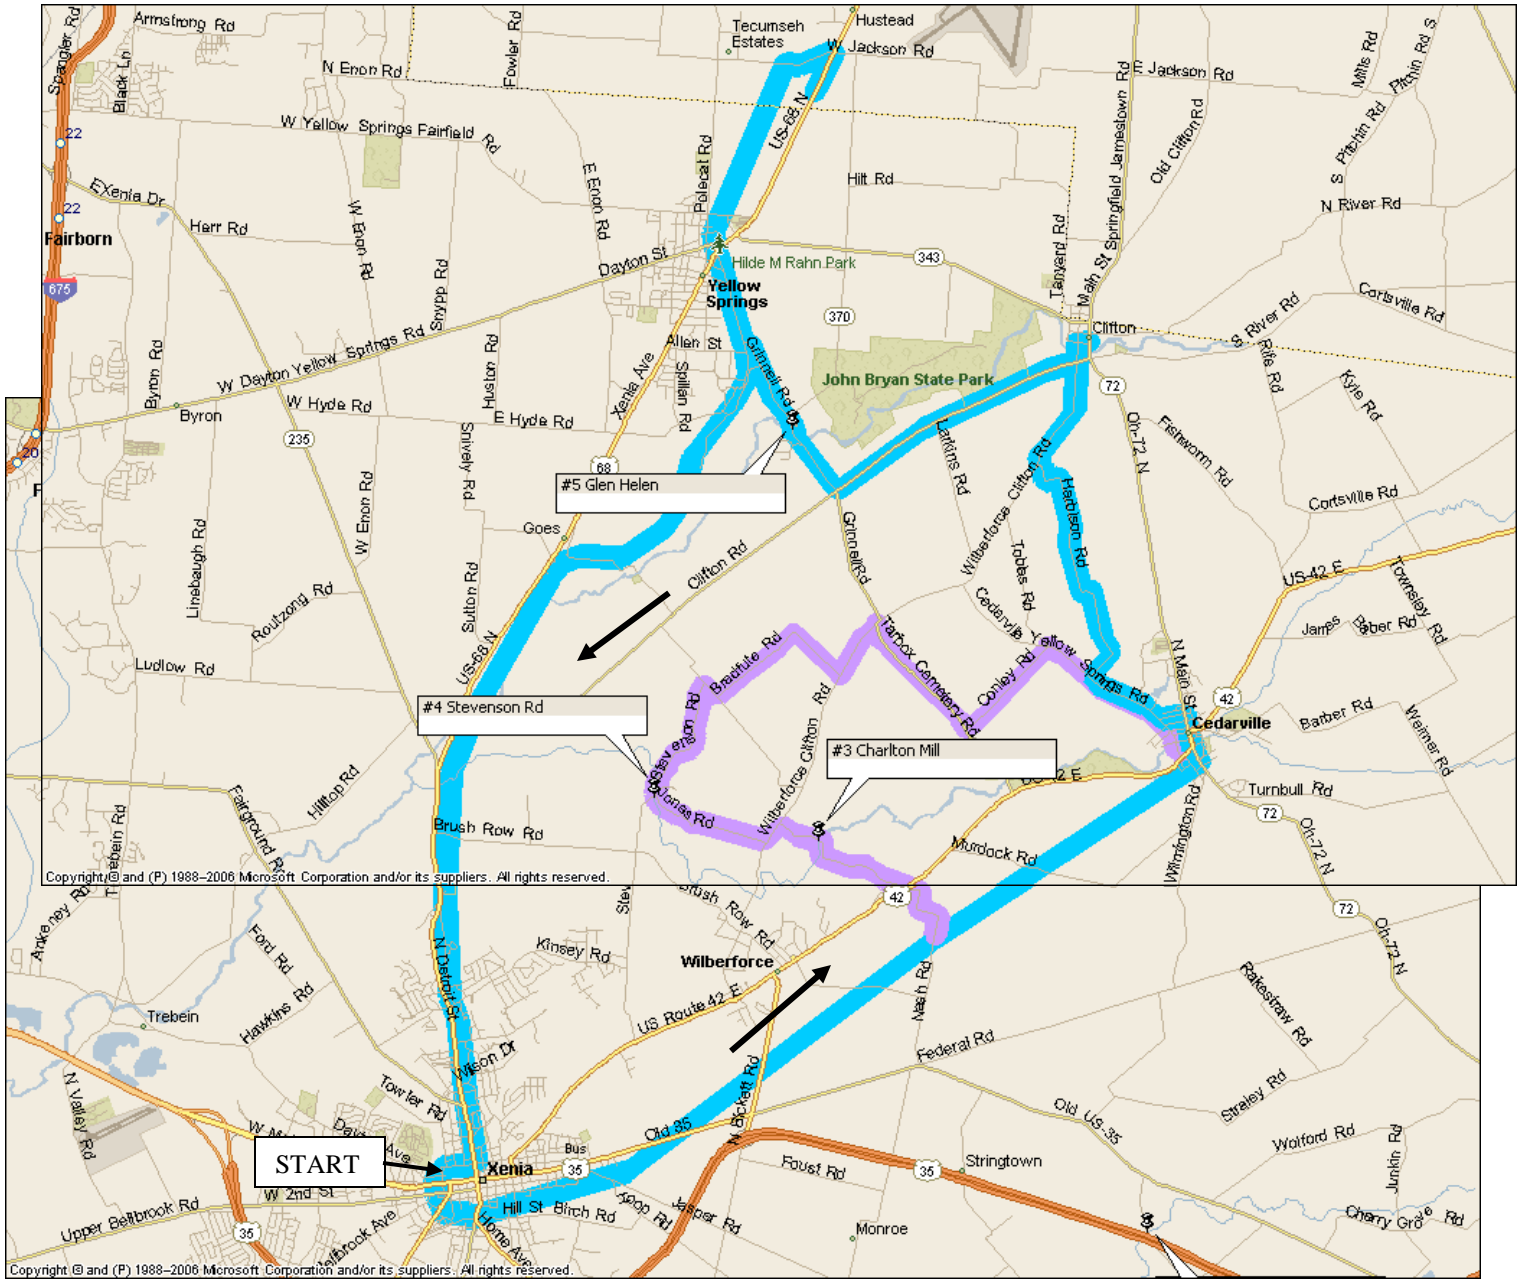 Armstrong Rd
Tecumseh
Estates
Hustead
Spangler Rd
Black Ln
N Enon Rd
Fowler Rd
W Jackson Rd
E Jackson Rd
Mills Rd
S Pitchin Rd
22
W Yellow Springs Fairfield Rd
Polecat Rd
US-68 N
Old Clifton Rd
S Pitchin Rd
EXenia Dr
22
Herr Rd
W Enon Rd
E Enon Rd
Hilt Rd
Main St Springfield Jamestown Rd
N River Rd
Fairborn
675
Snypp Rd
Dayton St
Hilde M Rahn Park
343
Tanyard Rd
Yellow
Springs
370
Cortsville Rd
S River Rd
Clifton
Byron Rd
W Dayton Yellow Springs Rd
Huston Rd
Allen St
Grinnell Rd
John Bryan State Park
Rife Rd
Kyle Rd
Byron
W Hyde Rd
E Hyde Rd
Xenia Ave
Spillan Rd
72
235
Snively Rd
68
Larkins Rd
Oh-72 N
Fishworm Rd
20
F
#5 Glen Helen
Wilberforce Clifton Rd
Harbison Rd
Cortsville Rd
W Enon Rd
Goes
Grinnell Rd
Linebaugh Rd
Clifton Rd
Tobias Rd
US-42 E
Townsley Rd
Routzong Rd
Sutton Rd
Cedarville Yellow Springs Rd
James Barber Rd
Ludlow Rd
US-68 N
Bradfute Rd
Tarbox Cemetery Rd
Conley Rd
N Main St
42
#4 Stevenson Rd
Stevenson Rd
Wilberforce Clifton Rd
Cedarville
Barber Rd
Weimer Rd
#3 Charlton Mill
Hilltop Rd
Jones Rd
Turnbull Rd
72
Fairground Rd
Trebein Rd
Brush Row Rd
Murdock Rd
Wilmington Rd
Oh-72 N
Copyright © and (P) 1988–2006 Microsoft Corporation and/or its suppliers. All rights reserved.
Ankeney Rd
Brush Row Rd
42
72
Ford Rd
N Detroit St
Kinsey Rd
Wilberforce
Oh-72 N
Hawkins Rd
Trebein
US Route 42 E
Nash Rd
Rakestraw Rd
Federal Rd
Wilson Dr
N Valley Rd
Towler Rd
N Bickett Rd
Old US-35
Straley Rd
Old 35
Bus
35
Wolford Rd
START
Xenia
Foust Rd
35
Stringtown
Junkin Rd
W 2nd St
Hill St
Birch Rd
Jasper Rd
Upper Bellbrook Rd
35
Home Ave
Monroe
Cherry Grove Rd
Copyright © and (P) 1988–2006 Microsoft Corporation and/or its suppliers. All rights reserved.